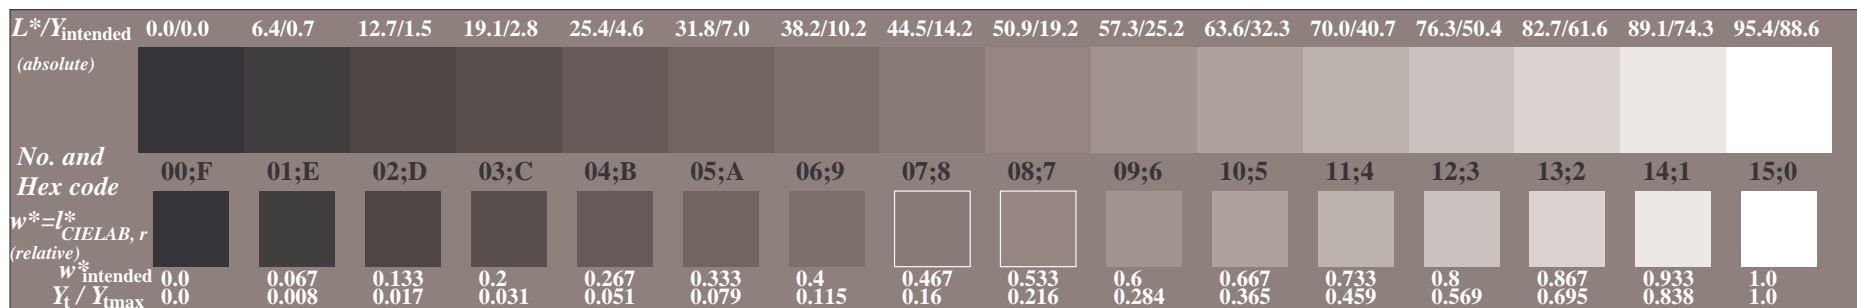 L*/Yintended 0.0/0.0 6.4/0.7 12.7/1.5 19.1/2.8 25.4/4.6 31.8/7.0 38.2/10.2 44.5/14.2 50.9/19.2 57.3/25.2 63.6/32.3 70.0/40.7 76.3/50.4 82.7/61.6 89.1/74.3 95.4/88.6
(absolute)
No. and
Hex code
00;F 01;E 02;D 03;C 04;B 05;A 06;9 07;8 08;7 09;6 10;5 11;4 12;3 13;2 14;1 15;0
w*=l*CIELAB, r
(relative)
w*intended 0.0 0.067 0.133 0.2 0.267 0.333 0.4 0.467 0.533 0.6 0.667 0.733 0.8 0.867 0.933 1.0
Yt / Ytmax 0.0 0.008 0.017 0.031 0.051 0.079 0.115 0.16 0.216 0.284 0.365 0.459 0.569 0.695 0.838 1.0